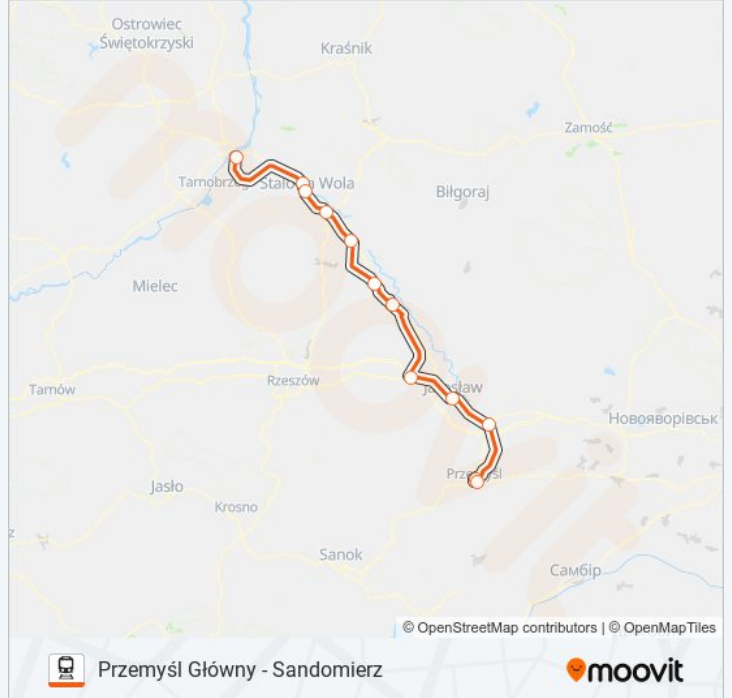 Ostrowiec
Świętokrzyski
Kraśnik
Zamość
Tarnobrzeg
Stalowa Wola
Biłgoraj
Mielec
Rzeszów
Tarnów
Jarosław
Новояворівськ
Przemyśl
Jasło
Krosno
Sanok
Самбір
© OpenStreetMap contributors | © OpenMapTiles
Przemyśl Główny - Sandomierz
moovit